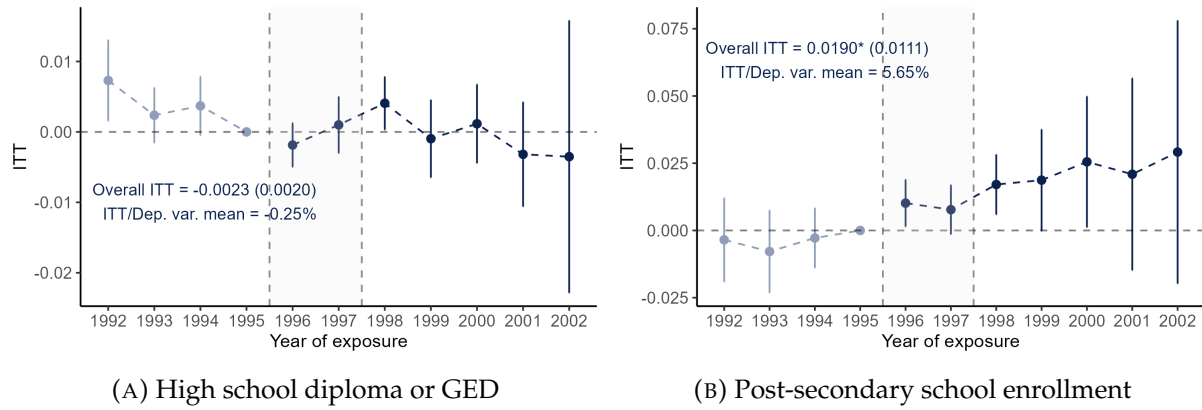 0.01
0.00
-0.01
-0.02
ITT
Overall ITT = -0.0023 (0.0020)
ITT/Dep. var. mean = -0.25%
1992 1993 1994 1995 1996 1997 1998 1999 2000 2001 2002
Year of exposure
(A) High school diploma or GED
0.075
0.050
0.025
0.000
-0.025
ITT
Overall ITT = 0.0190* (0.0111)
ITT/Dep. var. mean = 5.65%
1992 1993 1994 1995 1996 1997 1998 1999 2000 2001 2002
Year of exposure
(B) Post-secondary school enrollment